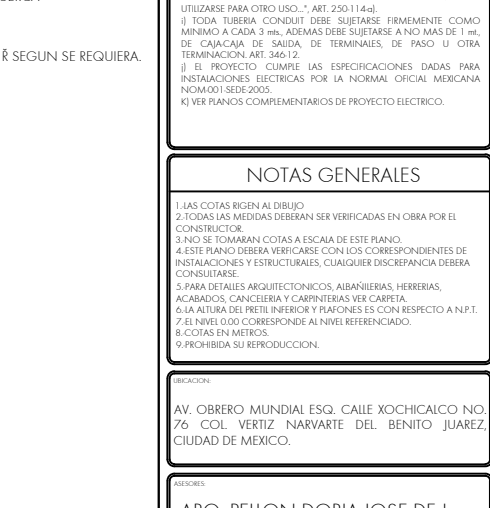 R̃ SEGUN SE REQUIERA.
UTILIZARSE PARA OTRO USO...", ART. 250-114-a).
i) TODA TUBERIA CONDUIT DEBE SUJETARSE FIRMEMENTE COMO
MINIMO A CADA 3 mts., ADEMAS DEBE SUJETARSE A NO MAS DE 1 mt.,
DE CAJA-CAJA DE SALIDA, DE TERMINALES, DE PASO U OTRA
TERMINACION. ART. 346-12.
j) EL PROYECTO CUMPLE LAS ESPECIFICACIONES DADAS PARA
INSTALACIONES ELECTRICAS POR LA NORMAL OFICIAL MEXICANA
NOM-001-SEDE-2005.
K) VER PLANOS COMPLEMENTARIOS DE PROYECTO ELECTRICO.
NOTAS GENERALES
1.-LAS COTAS RIGEN AL DIBUJO
2.-TODAS LAS MEDIDAS DEBERAN SER VERIFICADAS EN OBRA POR EL
CONSTRUCTOR.
3.-NO SE TOMARAN COTAS A ESCALA DE ESTE PLANO.
4.-ESTE PLANO DEBERA VERFICARSE CON LOS CORRESPONDIENTES DE
INSTALACIONES Y ESTRUCTURALES, CUALQUIER DISCREPANCIA DEBERA
CONSULTARSE.
5.-PARA DETALLES ARQUITECTONICOS, ALBAÑILERIAS, HERRERIAS,
ACABADOS, CANCELERIA Y CARPINTERIAS VER CARPETA.
6.-LA ALTURA DEL PRETIL INFERIOR Y PLAFONES ES CON RESPECTO A N.P.T.
7.-EL NIVEL 0.00 CORRESPONDE AL NIVEL REFERENCIADO.
8.-COTAS EN METROS.
9.-PROHIBIDA SU REPRODUCCION.
UBICACION:
AV. OBRERO MUNDIAL ESQ. CALLE XOCHICALCO NO.
76 COL. VERTIZ NARVARTE DEL. BENITO JUAREZ,
CIUDAD DE MEXICO.
ASESORES:
ARQ. PELLON DORIA JOSE DE J.